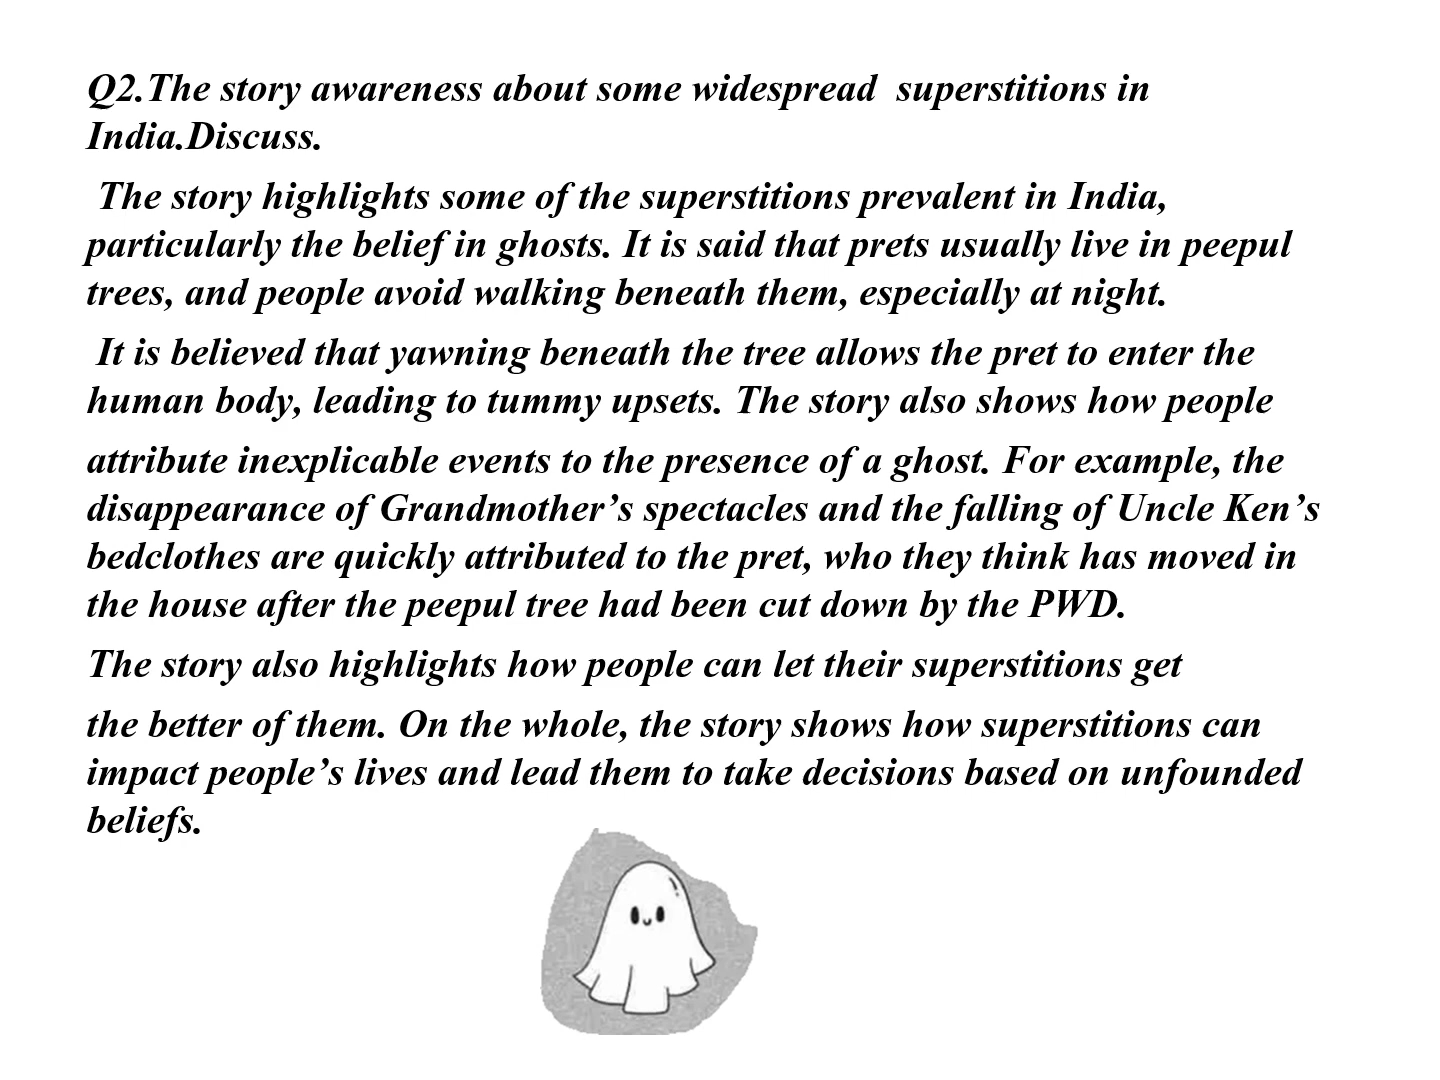 Q2.The story awareness about some widespread  superstitions in
India.Discuss.
The story highlights some of the superstitions prevalent in India,
particularly the belief in ghosts. It is said that prets usually live in peepul
trees, and people avoid walking beneath them, especially at night.
It is believed that yawning beneath the tree allows the pret to enter the
human body, leading to tummy upsets. The story also shows how people
attribute inexplicable events to the presence of a ghost. For example, the
disappearance of Grandmother’s spectacles and the falling of Uncle Ken’s
bedclothes are quickly attributed to the pret, who they think has moved in
the house after the peepul tree had been cut down by the PWD.
The story also highlights how people can let their superstitions get
the better of them. On the whole, the story shows how superstitions can
impact people’s lives and lead them to take decisions based on unfounded
beliefs.